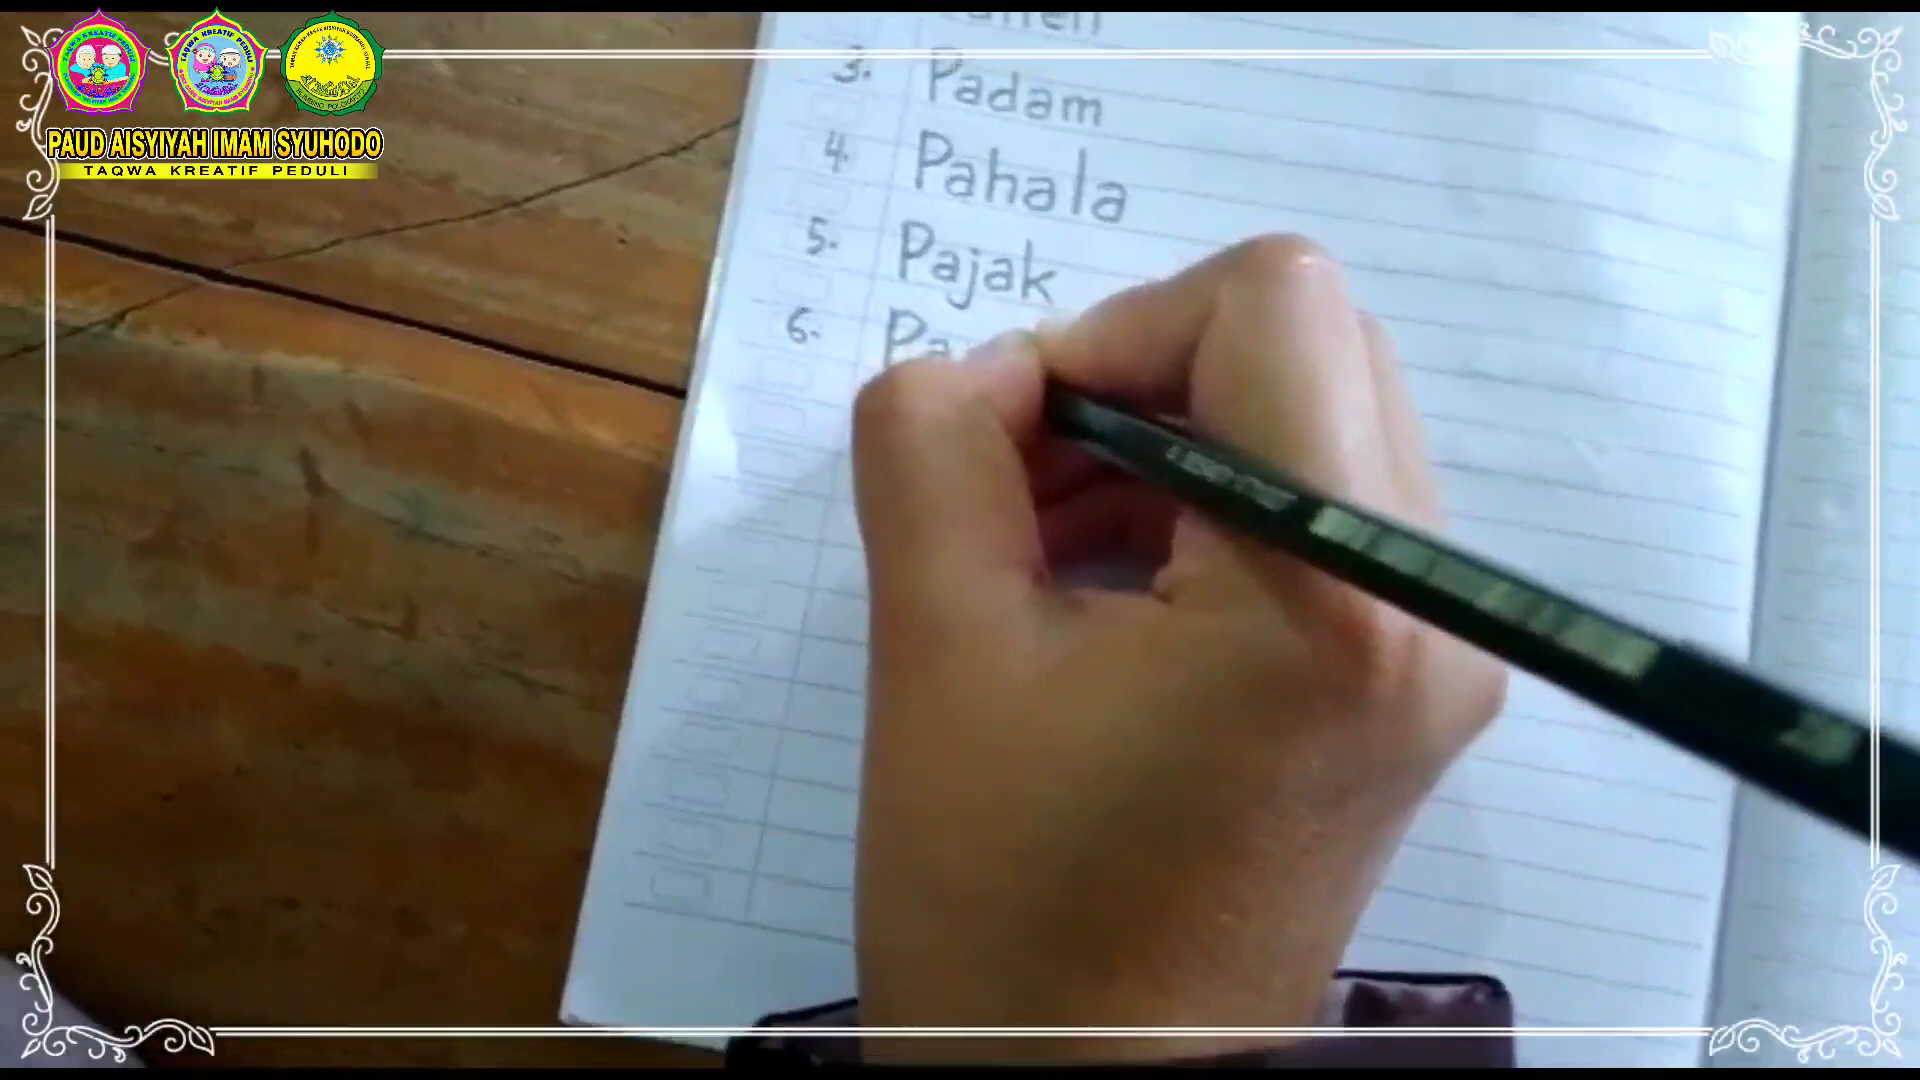 PAUD AISYIYAH IMAM SYUHODO
TAQWA KREATIF PEDULI
3. Padam
4. Pahala
5. Pajak
6.